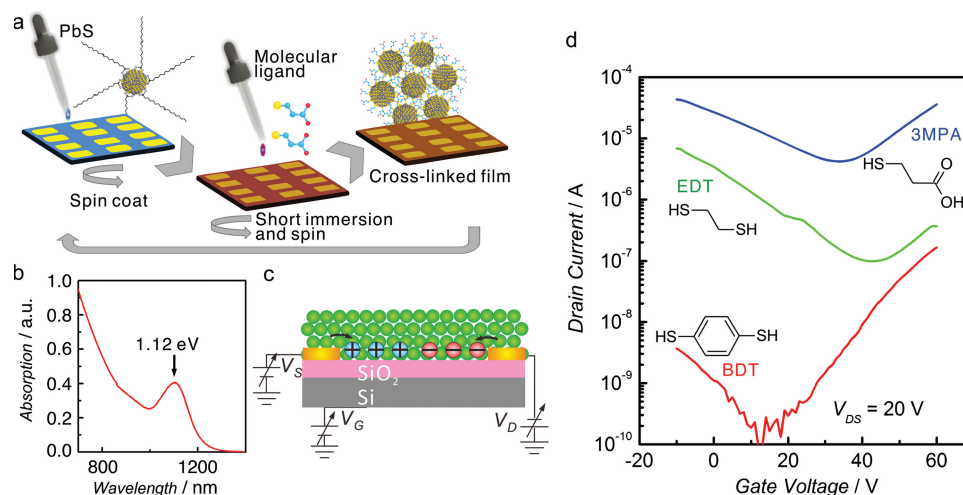 a
PbS
Molecular
ligand
Spin coat
Short immersion
and spin
Cross-linked film
b
1.0
0.8
0.6
0.4
0.2
0.0
Absorption / a.u.
1.12 eV
800
1200
Wavelength / nm
c
V_S
SiO₂
Si
V_G
V_D
d
10⁻⁴
10⁻⁵
10⁻⁶
10⁻⁷
10⁻⁸
10⁻⁹
10⁻¹⁰
Drain Current / A
3MPA
HS
O
OH
EDT
HS
SH
HS
SH
BDT
V_DS = 20 V
-20
0
20
40
60
80
Gate Voltage / V